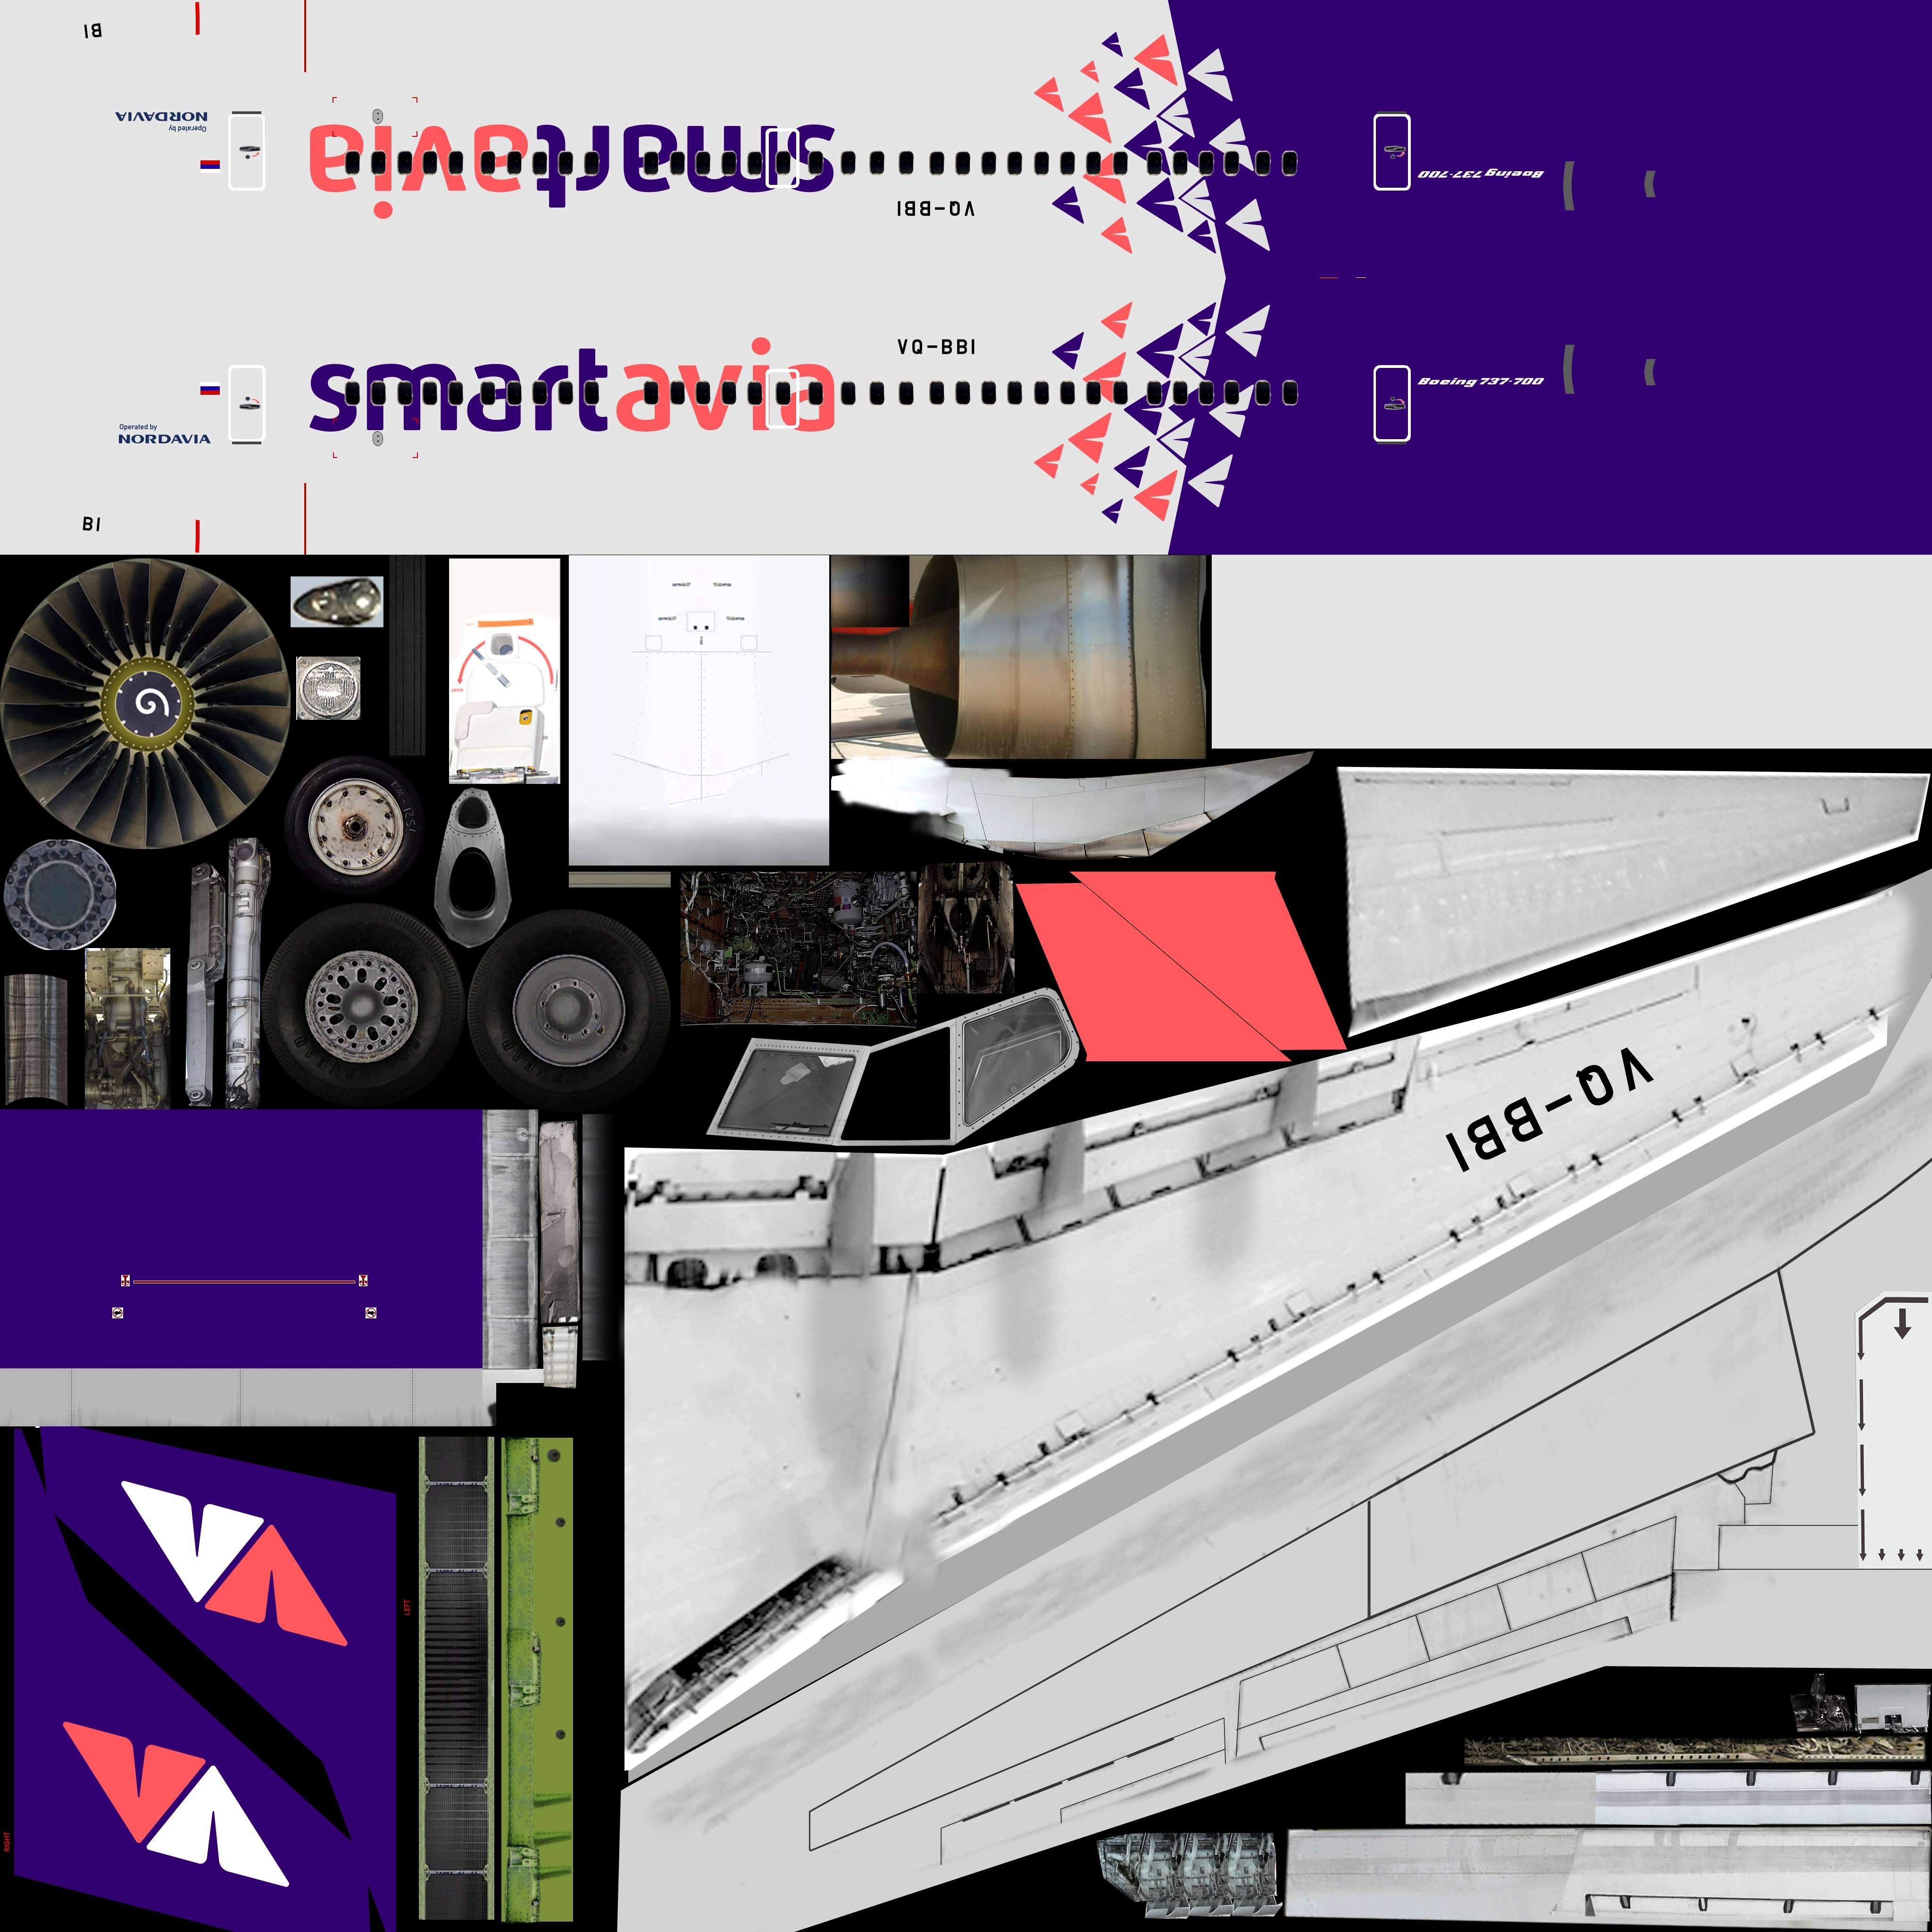 BI
NORDAVIA
Operated by
smartavia
Boeing 737-700
VQ-BBI
VQ-BBI
smartavia
Boeing 737-700
Operated by
NORDAVIA
BI
OPEN
VQ-BBI
LEFT
RIGHT